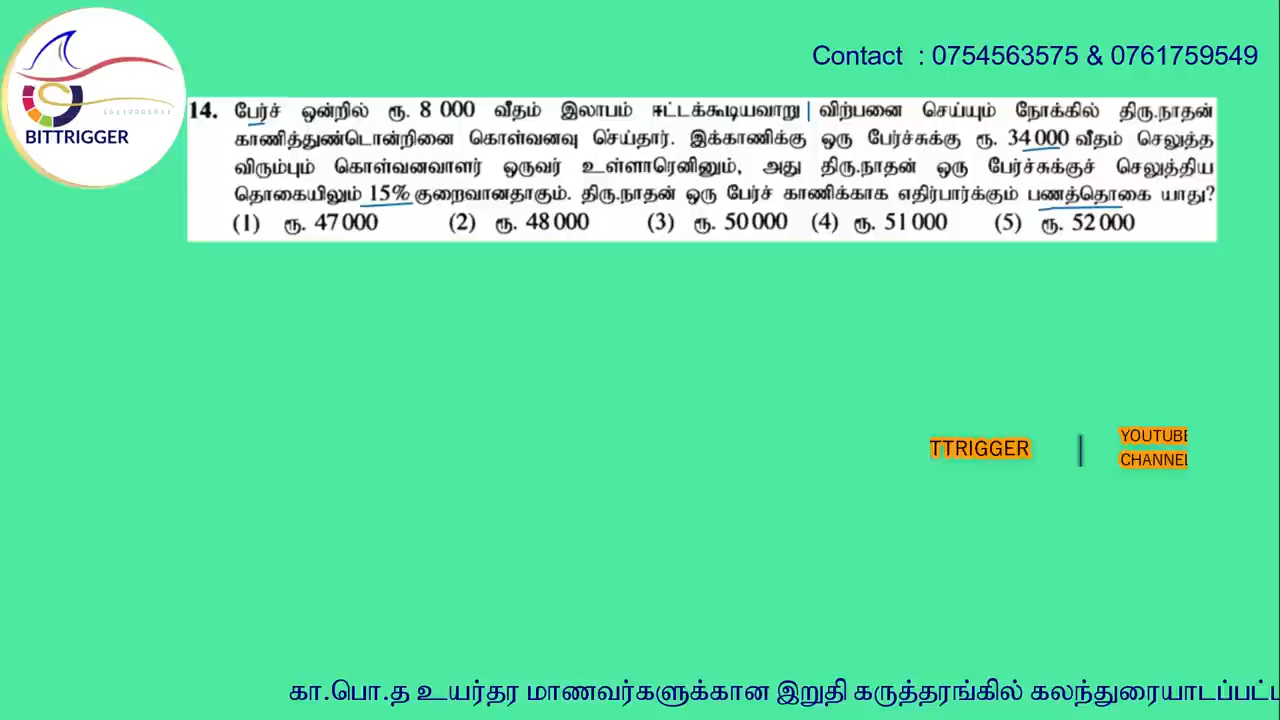 Contact : 0754563575 & 0761759549
10110001011
BITTRIGGER
14. பேர்ச் ஒன்றில் ரூ. 8 000 வீதம் இலாபம் ஈட்டக்கூடியவாறு விற்பனை செய்யும் நோக்கில் திரு.நாதன்
காணித்துண்டொன்றினை கொள்வனவு செய்தார். இக்காணிக்கு ஒரு பேர்ச்சுக்கு ரூ. 34 000 வீதம் செலுத்த
விரும்பும் கொள்வனவாளர் ஒருவர் உள்ளாரெனினும், அது திரு.நாதன் ஒரு பேர்ச்சுக்குச் செலுத்திய
தொகையிலும் 15% குறைவானதாகும். திரு.நாதன் ஒரு பேர்ச் காணிக்காக எதிர்பார்க்கும் பணத்தொகை யாது?
(1) ரூ. 47 000 (2) ரூ. 48 000 (3) ரூ. 50 000 (4) ரூ. 51 000 (5) ரூ. 52 000
TTRIGGER | YOUTUBE
CHANNEL
கா.பொ.த உயர்தர மாணவர்களுக்கான இறுதி கருத்தரங்கில் கலந்துரையாடப்பட்ட